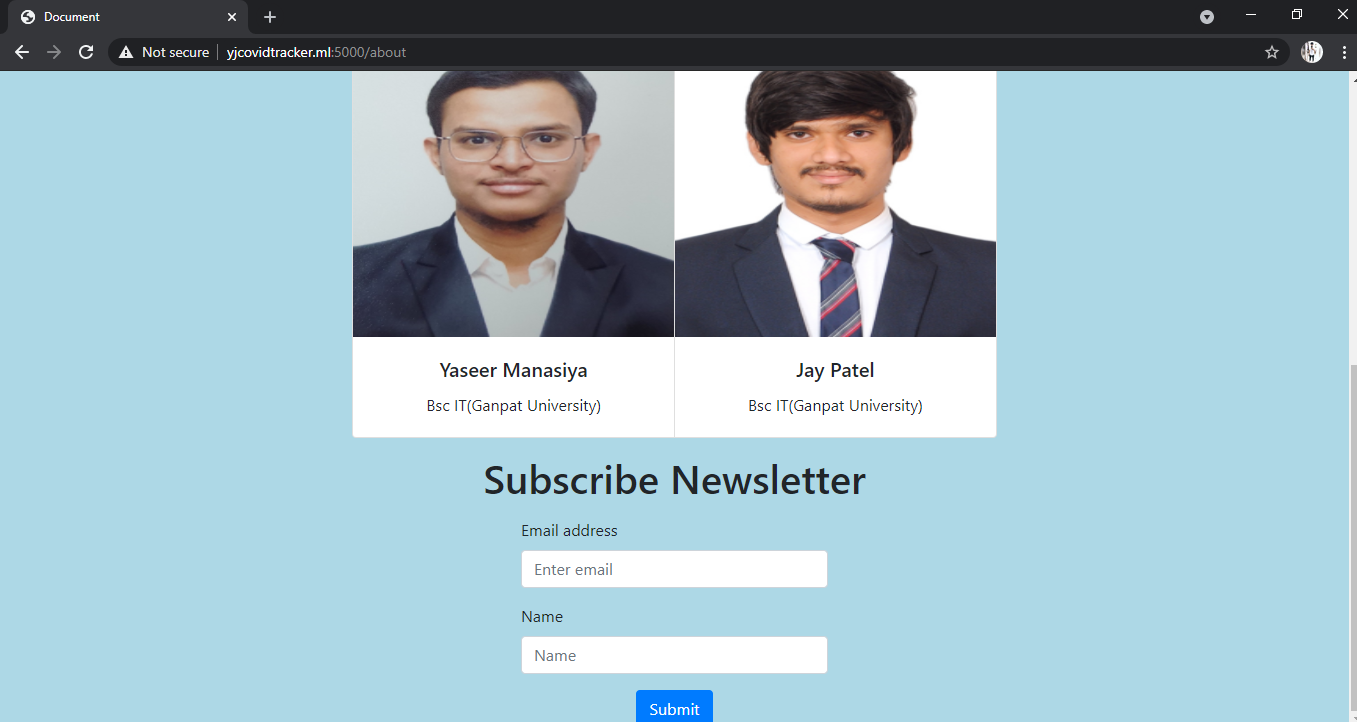 Document
Not secure
yjcovidtracker.ml:5000/about
Yaseer Manasiya
Jay Patel
Bsc IT(Ganpat University)
Bsc IT(Ganpat University)
Subscribe Newsletter
Email address
Enter email
Name
Name
Submit